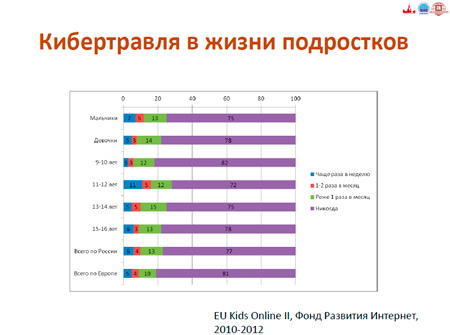 Кибертравля в жизни подростков
0 20 40 60 80 100
Мальчики 7 5 13 75
Девочки 5 3 14 78
9-10 лет 3 12 82
11-12 лет 11 5 12 72
13-14 лет 5 5 15 75
15-16 лет 6 3 13 78
Всего по России 6 4 13 77
Всего по Европе 5 4 81
Чаще раза в неделю
1-2 раза в месяц
Реже 1 раза в месяц
Никогда
EU Kids Online II, Фонд Развития Интернет,
2010-2012